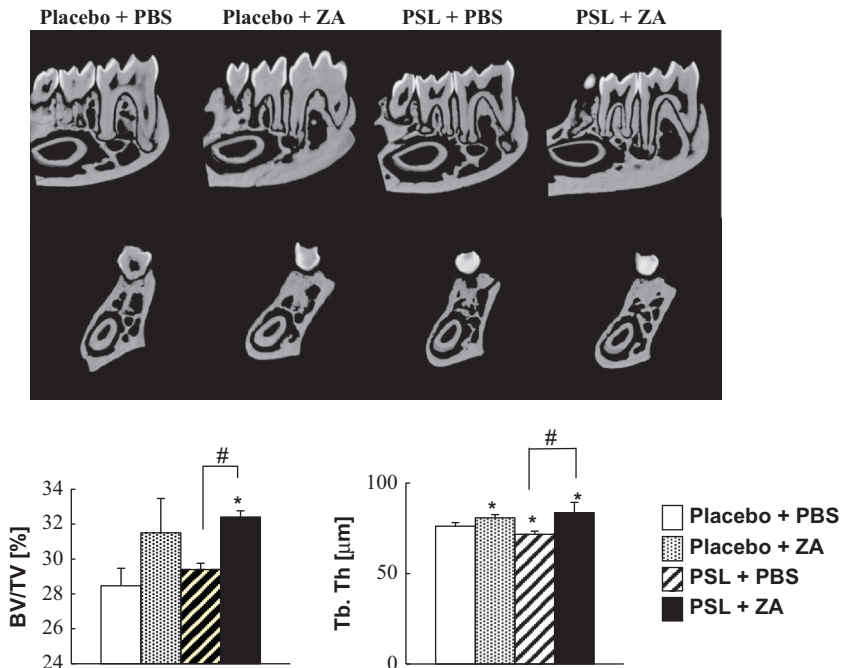 Placebo + PBS Placebo + ZA PSL + PBS PSL + ZA
#
*
BV/TV [%]
34
32
30
28
26
24
#
* * *
Tb. Th [µm]
100
50
0
Placebo + PBS
Placebo + ZA
PSL + PBS
PSL + ZA